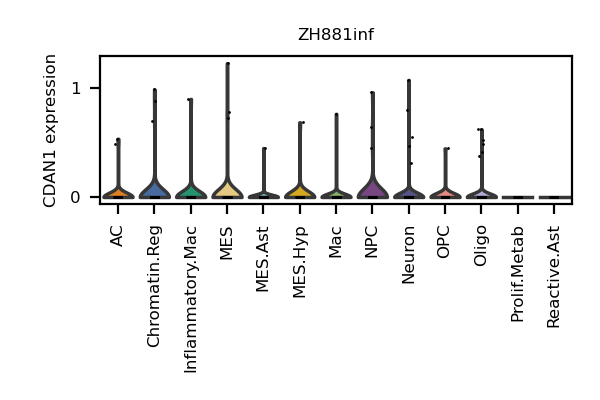 ZH881inf
CDAN1 expression
1
0
AC
Chromatin.Reg
Inflammatory.Mac
MES
MES.Ast
MES.Hyp
Mac
NPC
Neuron
OPC
Oligo
Prolif.Metab
Reactive.Ast